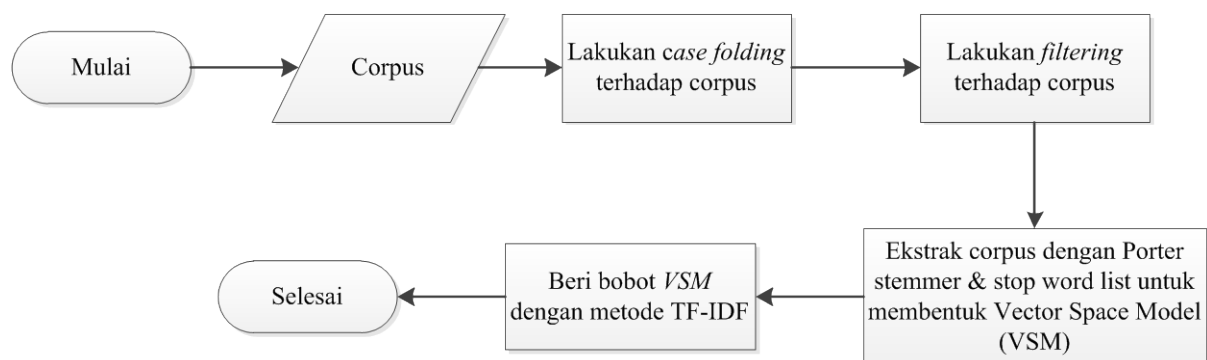 Mulai
Corpus
Lakukan case folding
terhadap corpus
Lakukan filtering
terhadap corpus
Ekstrak corpus dengan Porter
stemmer & stop word list untuk
membentuk Vector Space Model
(VSM)
Beri bobot VSM
dengan metode TF-IDF
Selesai